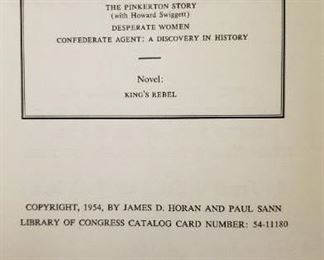 THE PINKERTON STORY
(with Howard Swiggett)
DESPERATE WOMEN
CONFEDERATE AGENT: A DISCOVERY IN HISTORY
Novel:
KING'S REBEL
COPYRIGHT, 1954, BY JAMES D. HORAN AND PAUL SANN
LIBRARY OF CONGRESS CATALOG CARD NUMBER: 54-11180